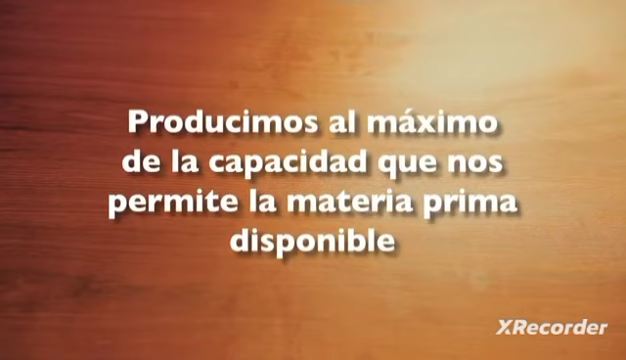 Producimos al máximo
de la capacidad que nos
permite la materia prima
disponible
XRecorder